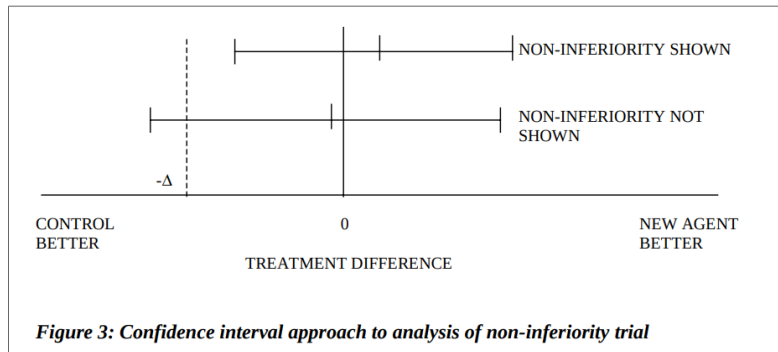 NON-INFERIORITY SHOWN
NON-INFERIORITY NOT
SHOWN
-Δ
CONTROL
BETTER
0
NEW AGENT
BETTER
TREATMENT DIFFERENCE
Figure 3: Confidence interval approach to analysis of non-inferiority trial